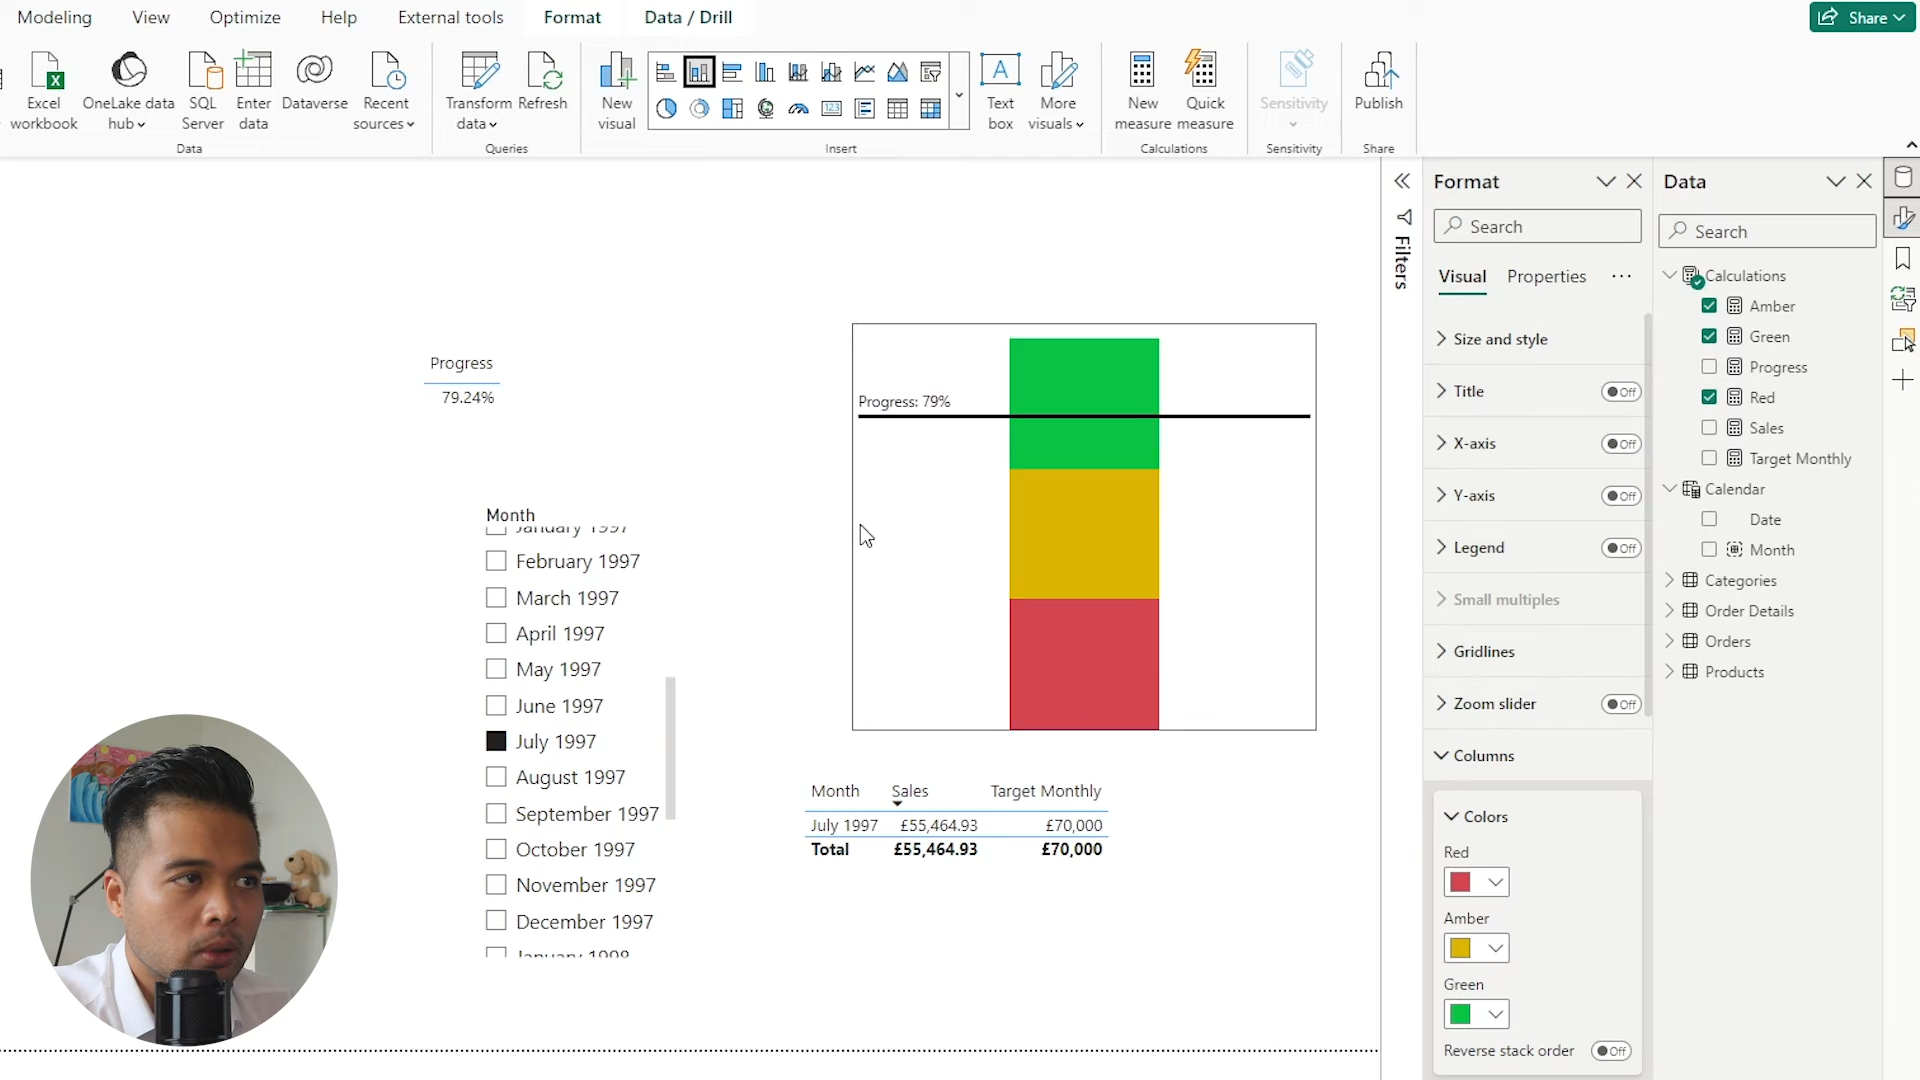 Modeling View Optimize Help External tools Format Data / Drill Share
Excel workbook
OneLake data hub
SQL Server
Enter data
Dataverse
Recent sources
Data
Transform data
Refresh
Queries
New visual
123
Insert
A
Text box
More visuals
New measure
Quick measure
Calculations
Sensitivity
Sensitivity
Publish
Share
Progress
79.24%
Month
January 1997
February 1997
March 1997
April 1997
May 1997
June 1997
July 1997
August 1997
September 1997
October 1997
November 1997
December 1997
January 1998
Progress: 79%
Month Sales Target Monthly
July 1997 £55,464.93 £70,000
Total £55,464.93 £70,000
Filters
Format
Search
Visual Properties ...
Size and style
Title Off
X-axis Off
Y-axis Off
Legend Off
Small multiples
Gridlines
Zoom slider Off
Columns
Colors
Red
Amber
Green
Reverse stack order Off
Data
Search
Calculations
Amber
Green
Progress
Red
Sales
Target Monthly
Calendar
Date
Month
Categories
Order Details
Orders
Products